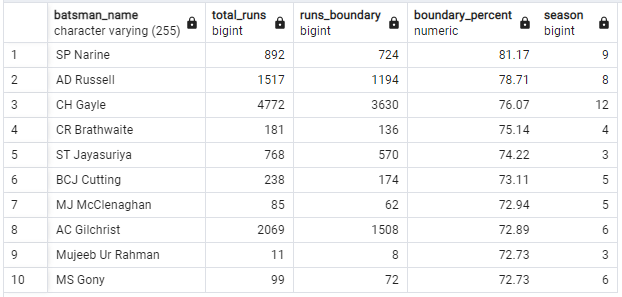 batsman_name total_runs runs_boundary boundary_percent season
character varying (255) bigint bigint numeric bigint
1 SP Narine 892 724 81.17 9
2 AD Russell 1517 1194 78.71 8
3 CH Gayle 4772 3630 76.07 12
4 CR Brathwaite 181 136 75.14 4
5 ST Jayasuriya 768 570 74.22 3
6 BCJ Cutting 238 174 73.11 5
7 MJ McClenaghan 85 62 72.94 5
8 AC Gilchrist 2069 1508 72.89 6
9 Mujeeb Ur Rahman 11 8 72.73 3
10 MS Gony 99 72 72.73 6